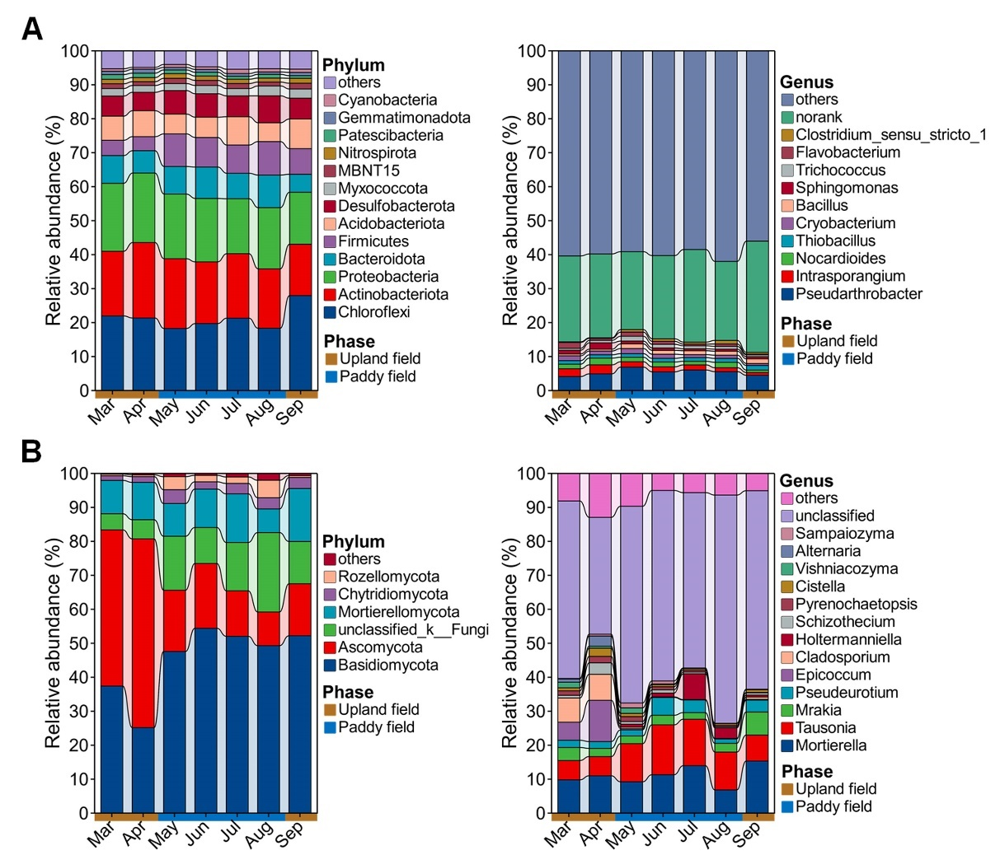 A
Relative abundance (%)
100
90
80
70
60
50
40
30
20
10
0
Mar
Apr
May
Jun
Jul
Aug
Sep
Phylum
others
Cyanobacteria
Gemmatimonadota
Patescibacteria
Nitrospirota
MBNT15
Myxococcota
Desulfobacterota
Acidobacteriota
Firmicutes
Bacteroidota
Proteobacteria
Actinobacteriota
Chloroflexi
Phase
Upland field
Paddy field
Relative abundance (%)
100
90
80
70
60
50
40
30
20
10
0
Mar
Apr
May
Jun
Jul
Aug
Sep
Genus
others
norank
Clostridium_sensu_stricto_1
Flavobacterium
Trichococcus
Sphingomonas
Bacillus
Cryobacterium
Thiobacillus
Nocardioides
Intrasporangium
Pseudarthrobacter
Phase
Upland field
Paddy field
B
Relative abundance (%)
100
90
80
70
60
50
40
30
20
10
0
Mar
Apr
May
Jun
Jul
Aug
Sep
Phylum
others
Rozellomycota
Chytridiomycota
Mortierellomycota
unclassified_k__Fungi
Ascomycota
Basidiomycota
Phase
Upland field
Paddy field
Relative abundance (%)
100
90
80
70
60
50
40
30
20
10
0
Mar
Apr
May
Jun
Jul
Aug
Sep
Genus
others
unclassified
Sampaiozyma
Alternaria
Vishniacozyma
Cistella
Pyrenochaetopsis
Schizothecium
Holtermanniella
Cladosporium
Epicoccum
Pseudeurotium
Mrakia
Tausonia
Mortierella
Phase
Upland field
Paddy field